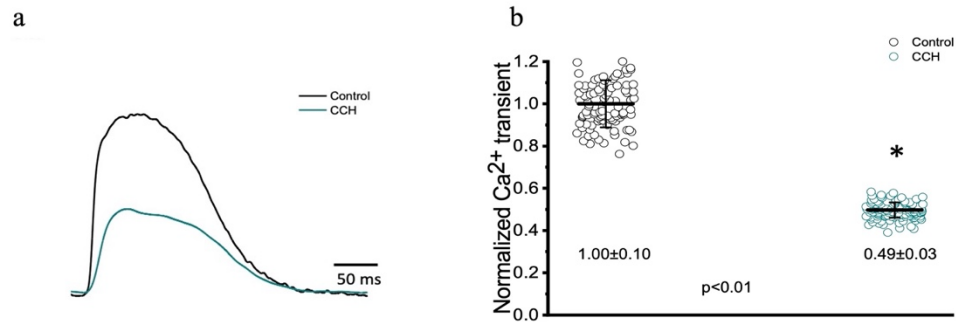 a
Control
CCH
50 ms
b
Control
CCH
Normalized Ca2+ transient
1.2
1.0
0.8
0.6
0.4
0.2
0.0
*
1.00±0.10
0.49±0.03
p<0.01